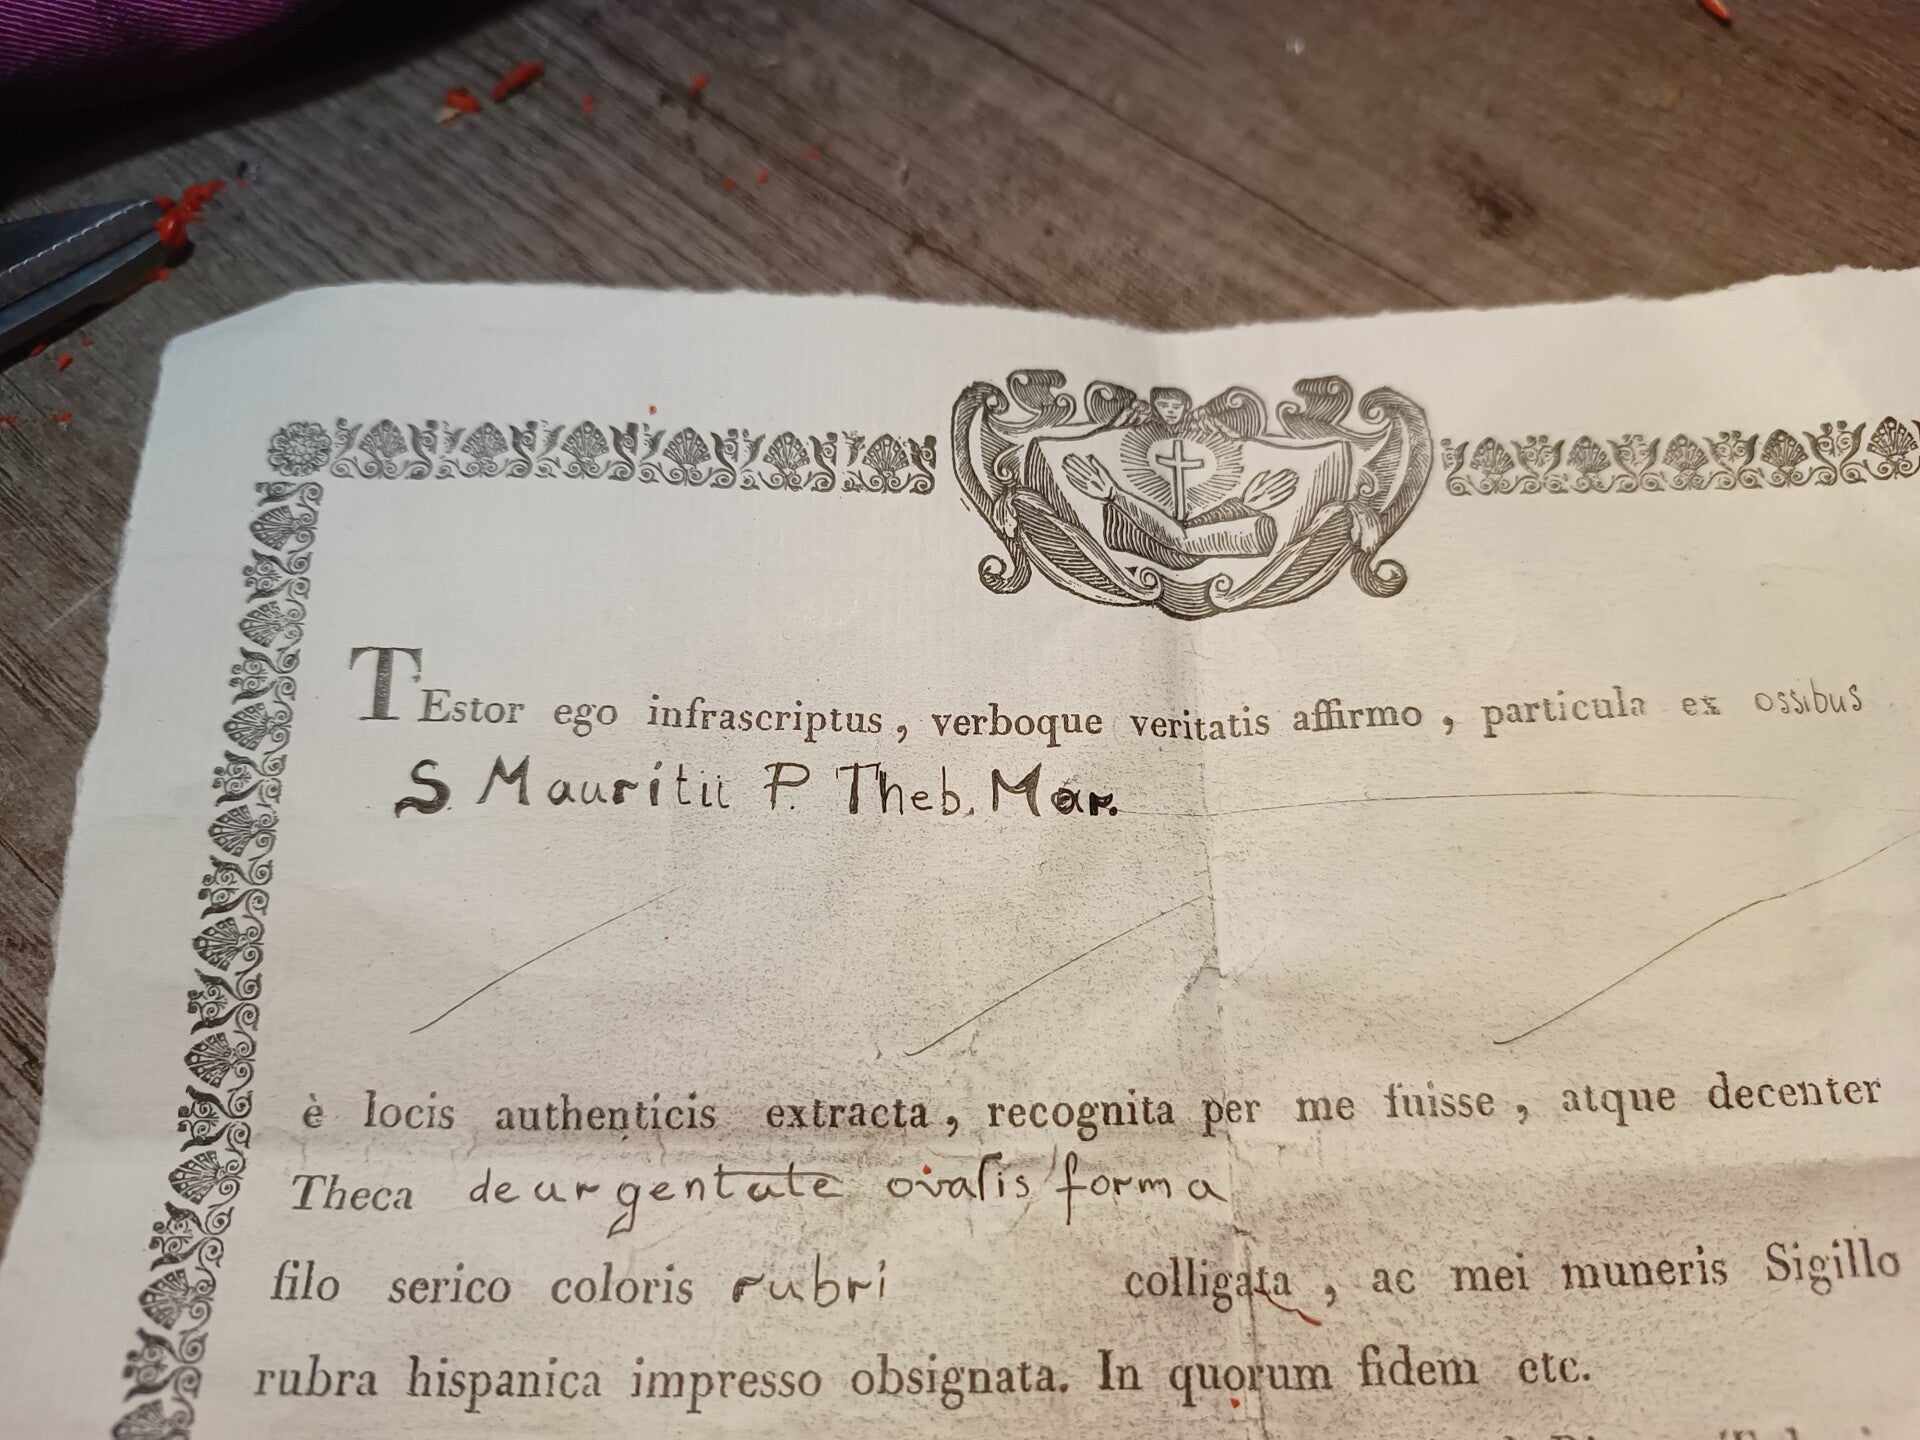 TEstor ego infrascriptus, verboque veritatis affirmo, particula ex ossibus
S. Mauritii P. Theb. Mar.
è locis authenticis extracta, recognita per me fuisse, atque decenter
Theca deurgentate ovalis forma
filo serico coloris rubri colligata, ac mei muneris Sigillo
rubra hispanica impresso obsignata. In quorum fidem etc.